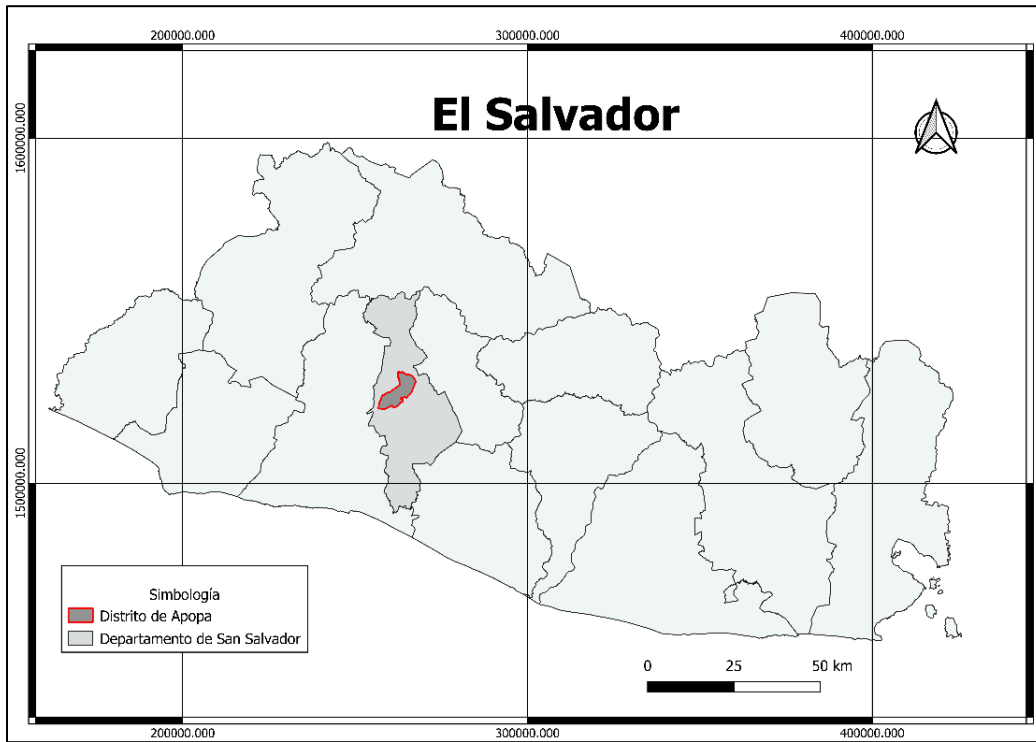 200000.000 300000.000 400000.000
El Salvador
1600000.000
1500000.000
Simbología
Distrito de Apopa
Departamento de San Salvador
0 25 50 km
200000.000 300000.000 400000.000